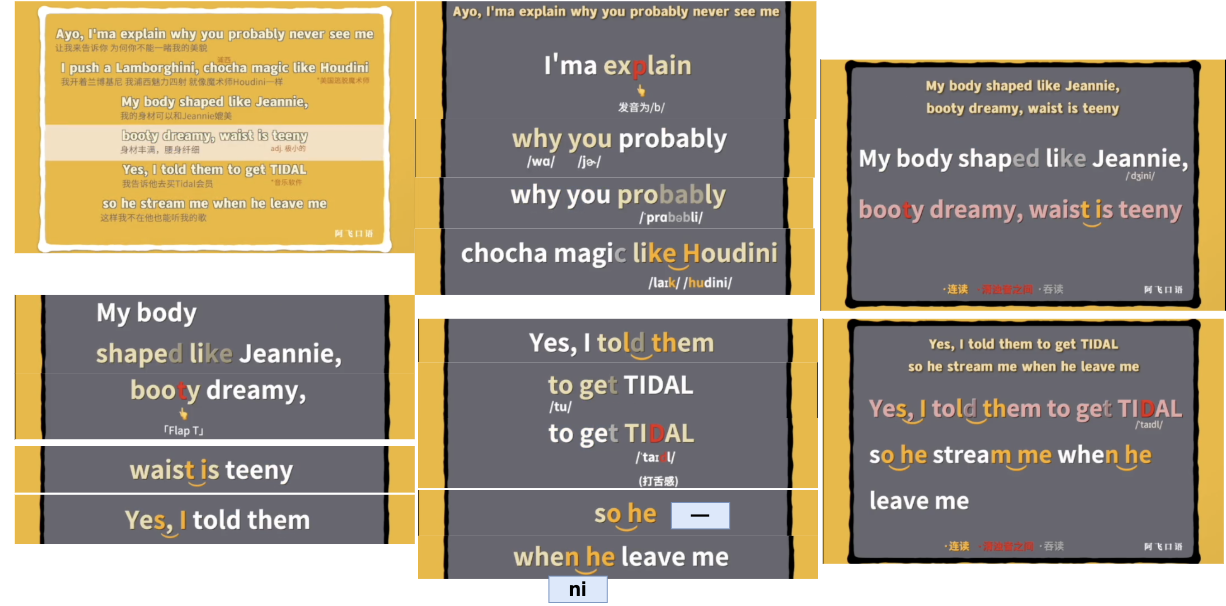 Ayo, I'ma explain why you probably never see me
让我来告诉你 为何你不能一睹我的美貌
I push a Lamborghini, chocha magic like Houdini
我开着兰博基尼 我浦西魅力四射 就像魔术师Houdini一样
*美国逃脱魔术师
My body shaped like Jeannie,
我的身材可以和Jeannie媲美
booty dreamy, waist is teeny
身材丰满，腰身纤细
adj. 极小的
Yes, I told them to get TIDAL
我告诉他去买Tidal会员
*音乐软件
so he stream me when he leave me
这样我不在他也能听我的歌
阿飞口语
Ayo, I'ma explain why you probably never see me
I'ma explain
发音为/b/
why you probably
/wɑ/ /jɚ/
why you probably
/ˈprɑbəbli/
chocha magic like Houdini
/laɪk/ /hudini/
My body shaped like Jeannie,
booty dreamy, waist is teeny
My body shaped like Jeannie,
/ˈdʒini/
booty dreamy, waist is teeny
·连读
·吞读
阿飞口语
My body
shaped like Jeannie,
booty dreamy,
「Flap T」
waist is teeny
Yes, I told them
Yes, I told them
to get TIDAL
/tu/
to get TIDAL
/ˈtaɪdl/
(打舌感)
so he
—
when he leave me
ni
Yes, I told them to get TIDAL
so he stream me when he leave me
Yes, I told them to get TIDAL
/ˈtaɪdl/
so he stream me when he
leave me
·连读
·吞读
阿飞口语